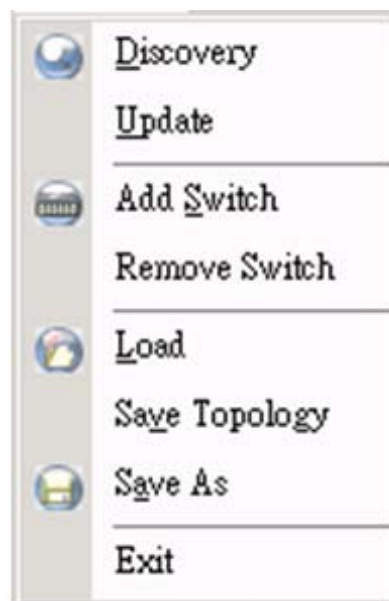 Discovery
Update
Add Switch
Remove Switch
Load
Save Topology
Save As
Exit